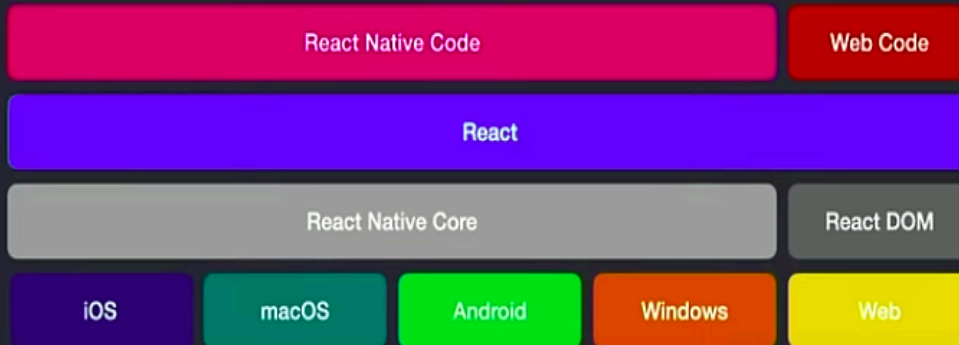 React Native Code Web Code
React
React Native Core React DOM
iOS macOS Android Windows Web